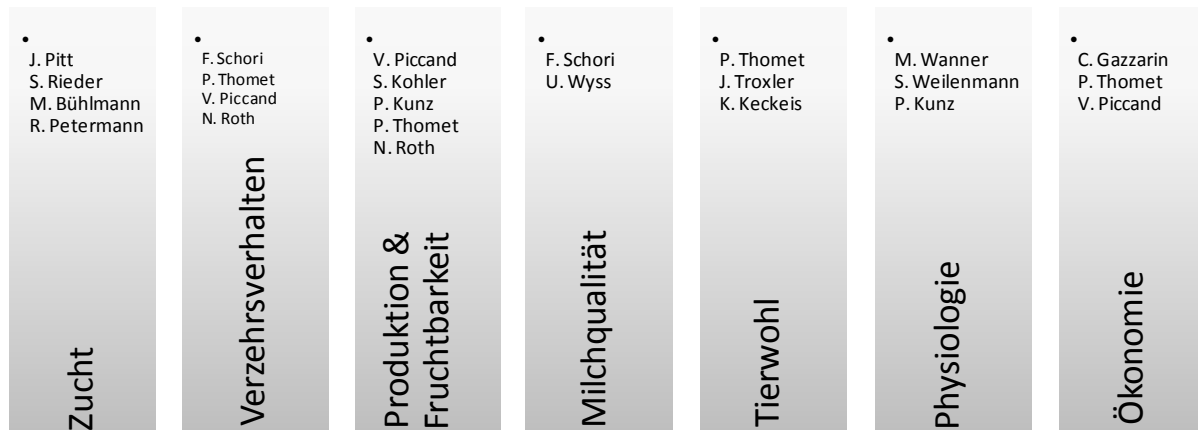 •
J. Pitt
S. Rieder
M. Bühlmann
R. Petermann
Zucht
•
F. Schori
P. Thomet
V. Piccand
N. Roth
Verzehrsverhalten
•
V. Piccand
S. Kohler
P. Kunz
P. Thomet
N. Roth
Produktion &
Fruchtbarkeit
•
F. Schori
U. Wyss
Milchqualität
•
P. Thomet
J. Troxler
K. Keckeis
Tierwohl
•
M. Wanner
S. Weilenmann
P. Kunz
Physiologie
•
C. Gazzarin
P. Thomet
V. Piccand
Ökonomie